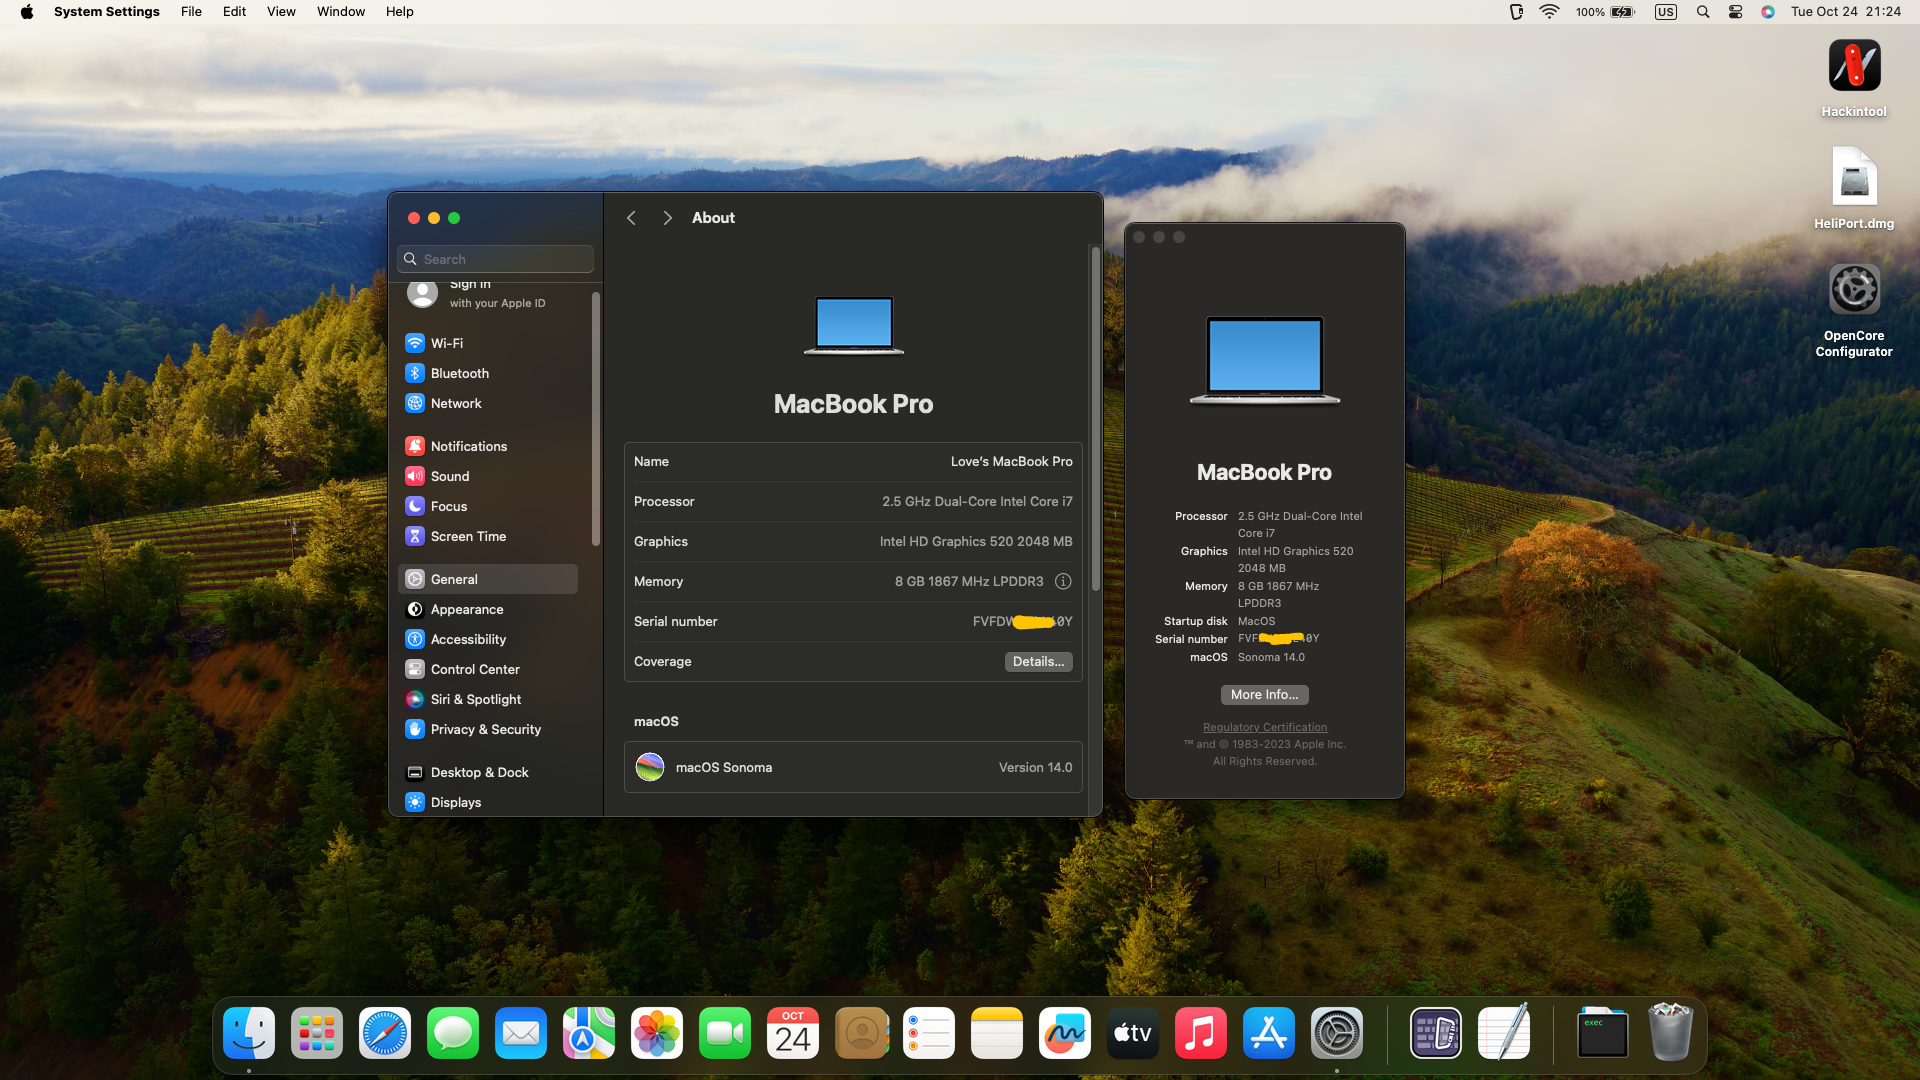 System Settings File Edit View Window Help
100% US Tue Oct 24 21:24
Hackintool
HeliPort.dmg
OpenCore
Configurator
Search
Sign in
with your Apple ID
Wi-Fi
Bluetooth
Network
Notifications
Sound
Focus
Screen Time
General
Appearance
Accessibility
Control Center
Siri & Spotlight
Privacy & Security
Desktop & Dock
Displays
About
MacBook Pro
Name Love's MacBook Pro
Processor 2.5 GHz Dual-Core Intel Core i7
Graphics Intel HD Graphics 520 2048 MB
Memory 8 GB 1867 MHz LPDDR3
Serial number
Coverage Details...
macOS
macOS Sonoma Version 14.0
MacBook Pro
Processor 2.5 GHz Dual-Core Intel
Core i7
Graphics Intel HD Graphics 520
2048 MB
Memory 8 GB 1867 MHz
LPDDR3
Startup disk MacOS
Serial number
macOS Sonoma 14.0
More Info...
Regulatory Certification
™ and © 1983-2023 Apple Inc.
All Rights Reserved.
OCT
24
tv
exec